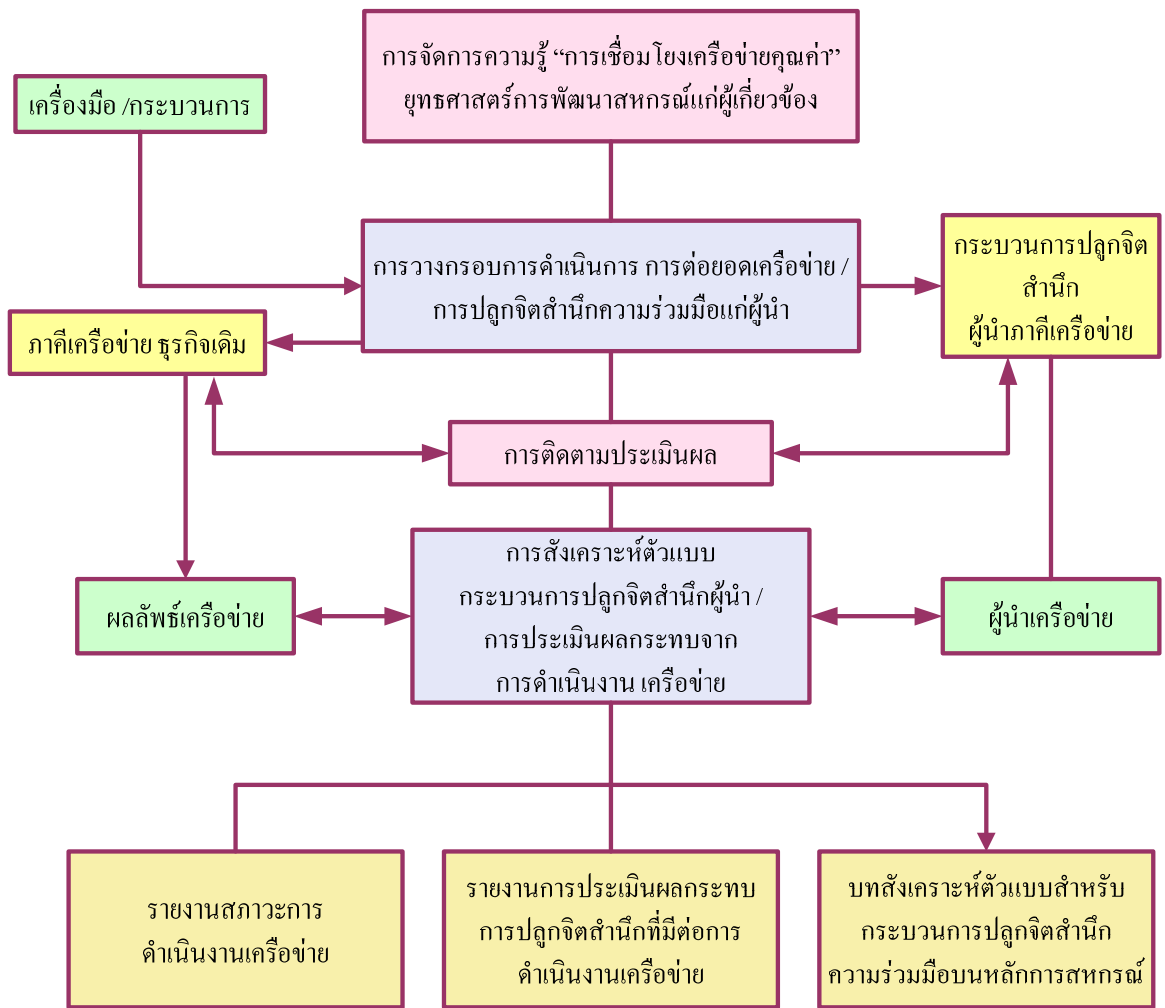 การจัดการความรู้ “การเชื่อมโยงเครือข่ายคุณค่า”
ยุทธศาสตร์การพัฒนาสหกรณ์แก่ผู้เกี่ยวข้อง
เครื่องมือ /กระบวนการ
การวางกรอบการดำเนินการ การต่อยอดเครือข่าย /
การปลูกจิตสำนึกความร่วมมือแก่ผู้นำ
กระบวนการปลูกจิต
สำนึก
ผู้นำภาคีเครือข่าย
ภาคีเครือข่าย ธุรกิจเดิม
การติดตามประเมินผล
การสังเคราะห์ตัวแบบ
กระบวนการปลูกจิตสำนึกผู้นำ /
การประเมินผลกระทบจาก
การดำเนินงาน เครือข่าย
ผลลัพธ์เครือข่าย
ผู้นำเครือข่าย
รายงานสภาวะการ
ดำเนินงานเครือข่าย
รายงานการประเมินผลกระทบ
การปลูกจิตสำนึกที่มีต่อการ
ดำเนินงานเครือข่าย
บทสังเคราะห์ตัวแบบสำหรับ
กระบวนการปลูกจิตสำนึก
ความร่วมมือบนหลักการสหกรณ์